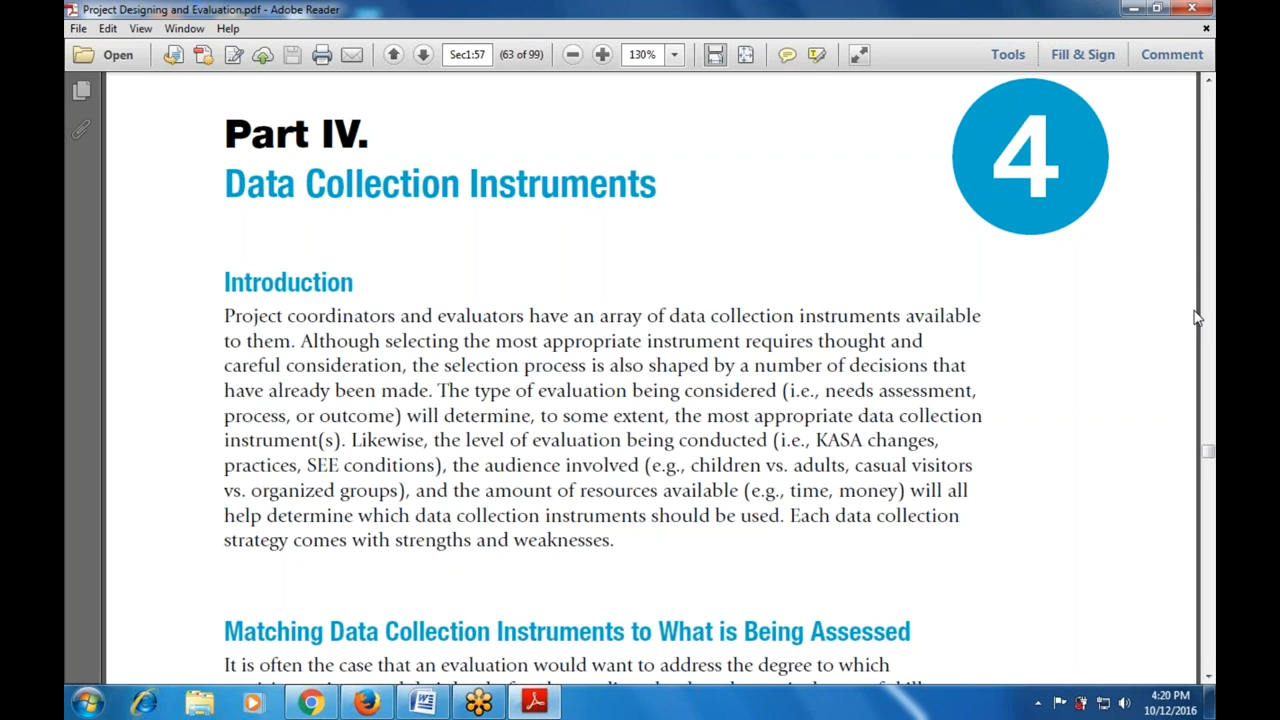 Project Designing and Evaluation.pdf - Adobe Reader
File Edit View Window Help
Open Sec1:57 (63 of 99) 130% Tools Fill & Sign Comment
Part IV.
4
Data Collection Instruments
Introduction
Project coordinators and evaluators have an array of data collection instruments available
to them. Although selecting the most appropriate instrument requires thought and
careful consideration, the selection process is also shaped by a number of decisions that
have already been made. The type of evaluation being considered (i.e., needs assessment,
process, or outcome) will determine, to some extent, the most appropriate data collection
instrument(s). Likewise, the level of evaluation being conducted (i.e., KASA changes,
practices, SEE conditions), the audience involved (e.g., children vs. adults, casual visitors
vs. organized groups), and the amount of resources available (e.g., time, money) will all
help determine which data collection instruments should be used. Each data collection
strategy comes with strengths and weaknesses.
Matching Data Collection Instruments to What is Being Assessed
It is often the case that an evaluation would want to address the degree to which
4:20 PM
10/12/2016